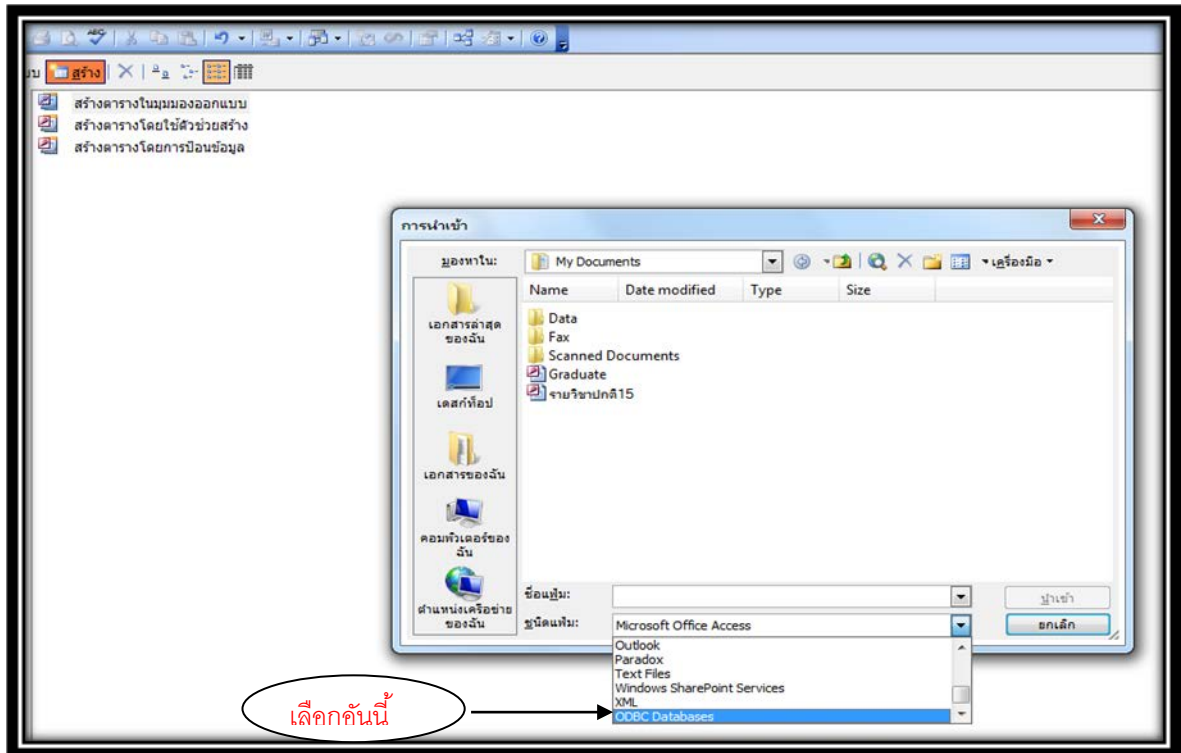 ABC
บบ สร้าง
สร้างตารางในมุมมองออกแบบ
สร้างตารางโดยใช้ตัวช่วยสร้าง
สร้างตารางโดยการป้อนข้อมูล
การนำเข้า
มองหาใน: My Documents เครื่องมือ
Name Date modified Type Size
เอกสารล่าสุด
ของฉัน
เดสก์ท็อป
เอกสารของฉัน
คอมพิวเตอร์ของ
ฉัน
ตำแหน่งเครือข่าย
ของฉัน
Data
Fax
Scanned Documents
Graduate
รายวิชาปกติ15
ชื่อแฟ้ม: นำเข้า
ชนิดแฟ้ม: Microsoft Office Access ยกเลิก
Outlook
Paradox
Text Files
Windows SharePoint Services
XML
ODBC Databases
เลือกคันนี้